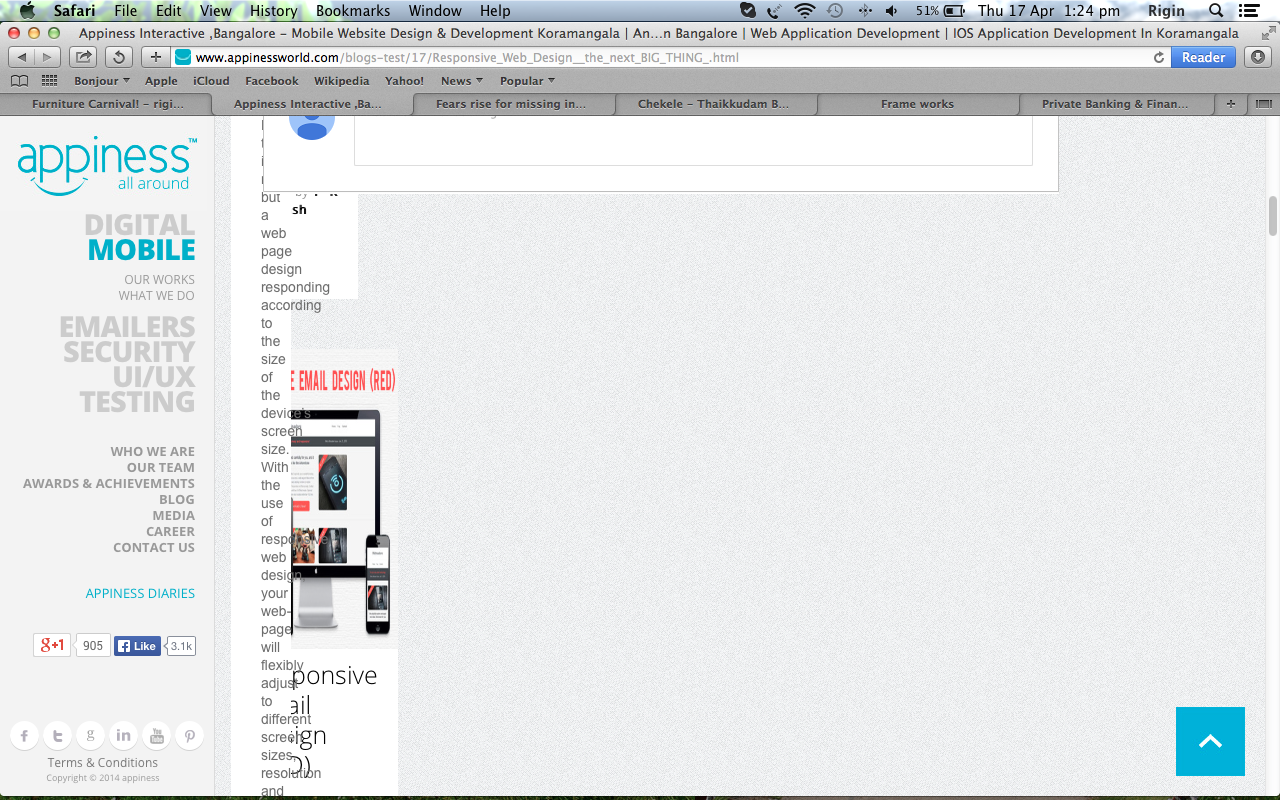 Safari File Edit View History Bookmarks Window Help 51% Thu 17 Apr 1:24 pm Rigin
Appiness Interactive ,Bangalore – Mobile Website Design & Development Koramangala | An...n Bangalore | Web Application Development | IOS Application Development In Koramangala
www.appinessworld.com/blogs-test/17/Responsive_Web_Design__the_next_BIG_THING_.html Reader
Bonjour Apple iCloud Facebook Wikipedia Yahoo! News Popular
Furniture Carnival! – rigi... Appiness Interactive ,Ba... Fears rise for missing in... Chekele – Thaikkudam B... Frame works Private Banking & Finan...
appiness™
all around
DIGITAL
MOBILE
OUR WORKS
WHAT WE DO
EMAILERS
SECURITY
UI/UX
TESTING
WHO WE ARE
OUR TEAM
AWARDS & ACHIEVEMENTS
BLOG
MEDIA
CAREER
CONTACT US
APPINESS DIARIES
g+1 905 Like 3.1k
f t g in You Tube p
Terms & Conditions
Copyright © 2014 appiness
but
a
web
page
design
responding
according
to
the
size
of
the
device's
screen
size.
With
the
use
of
responsive
web
design,
your
web-
page
will
flexibly
adjust
to
different
screen
sizes,
resolution
and
by
sh
E EMAIL DESIGN (RED)
ponsive
ail
ign
D)